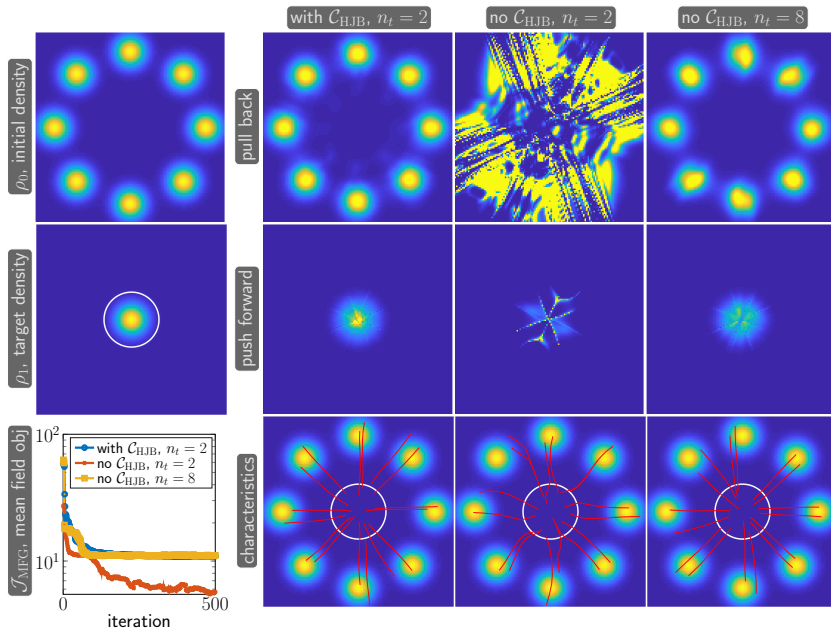 with C_HJB, n_t = 2
no C_HJB, n_t = 2
no C_HJB, n_t = 8
ρ_0, initial density
pull back
ρ_1, target density
push forward
J_MFG, mean field obj
10^2
10^1
with C_HJB, n_t = 2
no C_HJB, n_t = 2
no C_HJB, n_t = 8
0
500
iteration
characteristics